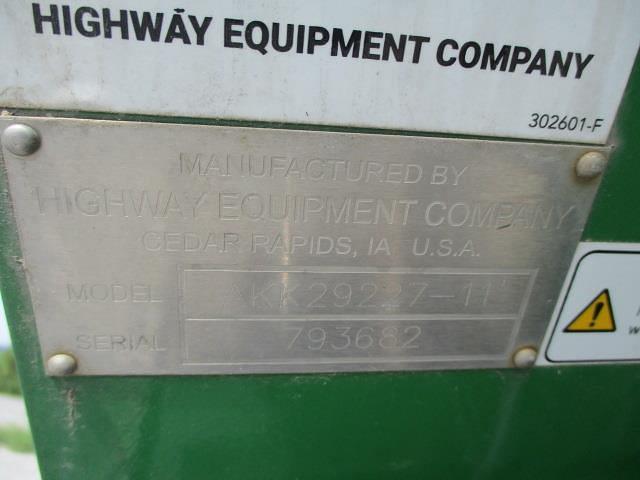 HIGHWAY EQUIPMENT COMPANY
302601-F
MANUFACTURED BY
HIGHWAY EQUIPMENT COMPANY
CEDAR RAPIDS, IA U.S.A.
MODEL AKK29227-11'
SERIAL 793682